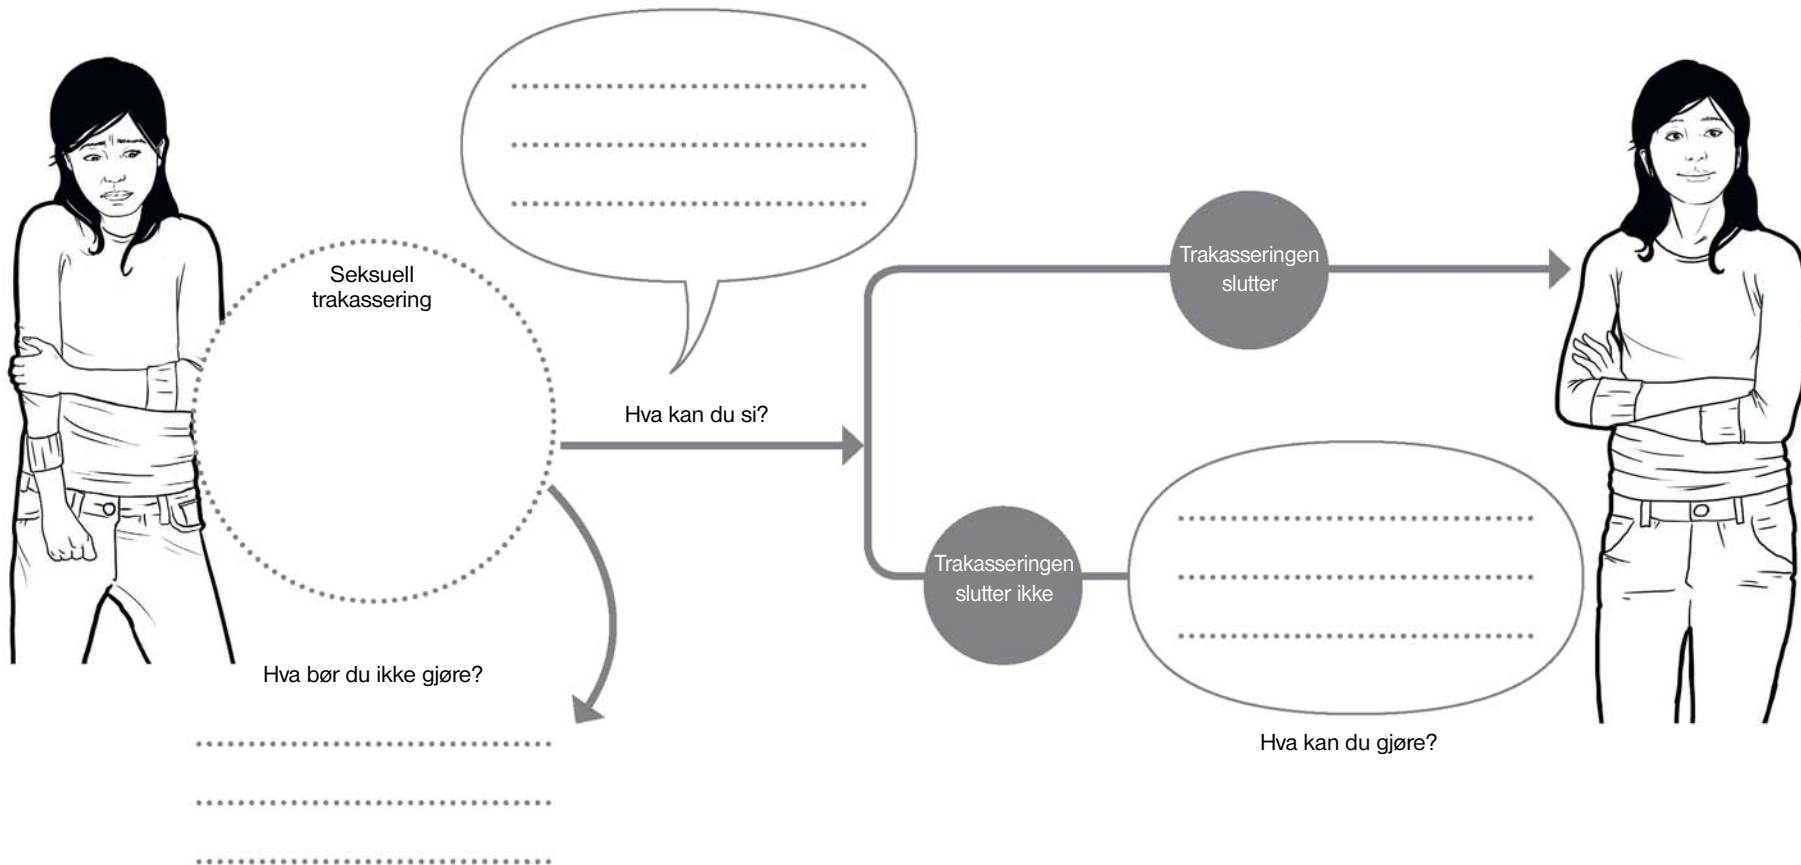 Seksuell
trakassering
Hva kan du si?
Trakasseringen
slutter
Trakasseringen
slutter ikke
Hva bør du ikke gjøre?
Hva kan du gjøre?